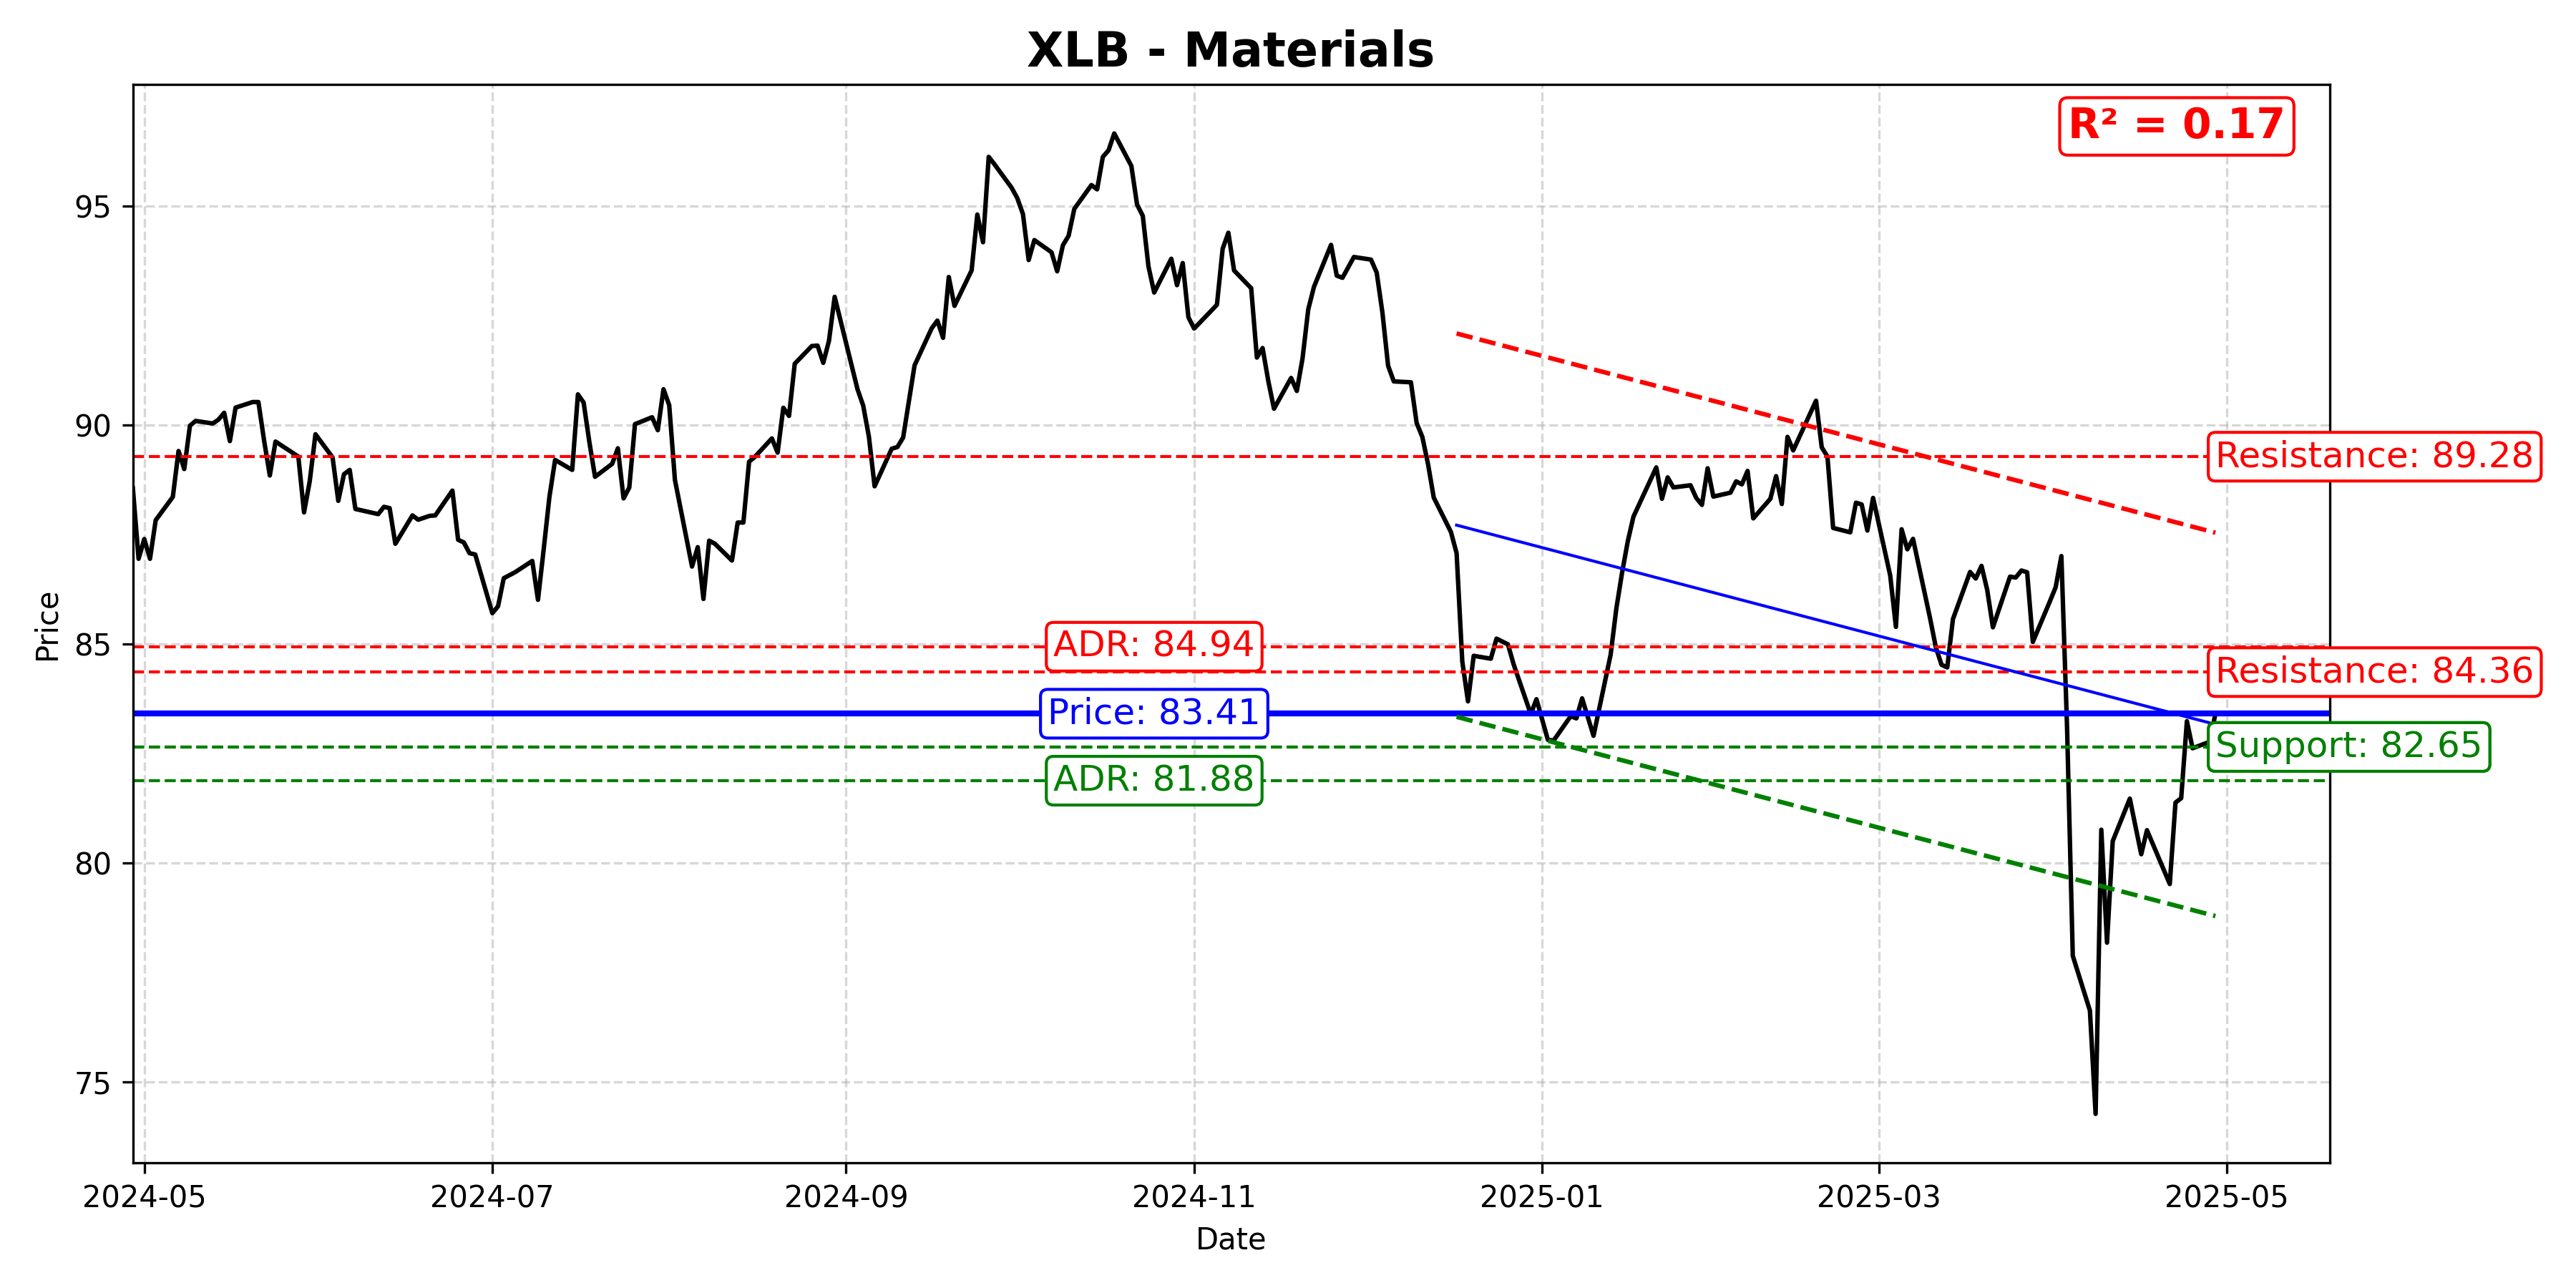 XLB - Materials
R² = 0.17
95
90
85
80
75
Price
Resistance: 89.28
ADR: 84.94
Resistance: 84.36
Price: 83.41
Support: 82.65
ADR: 81.88
2024-05
2024-07
2024-09
2024-11
2025-01
2025-03
2025-05
Date